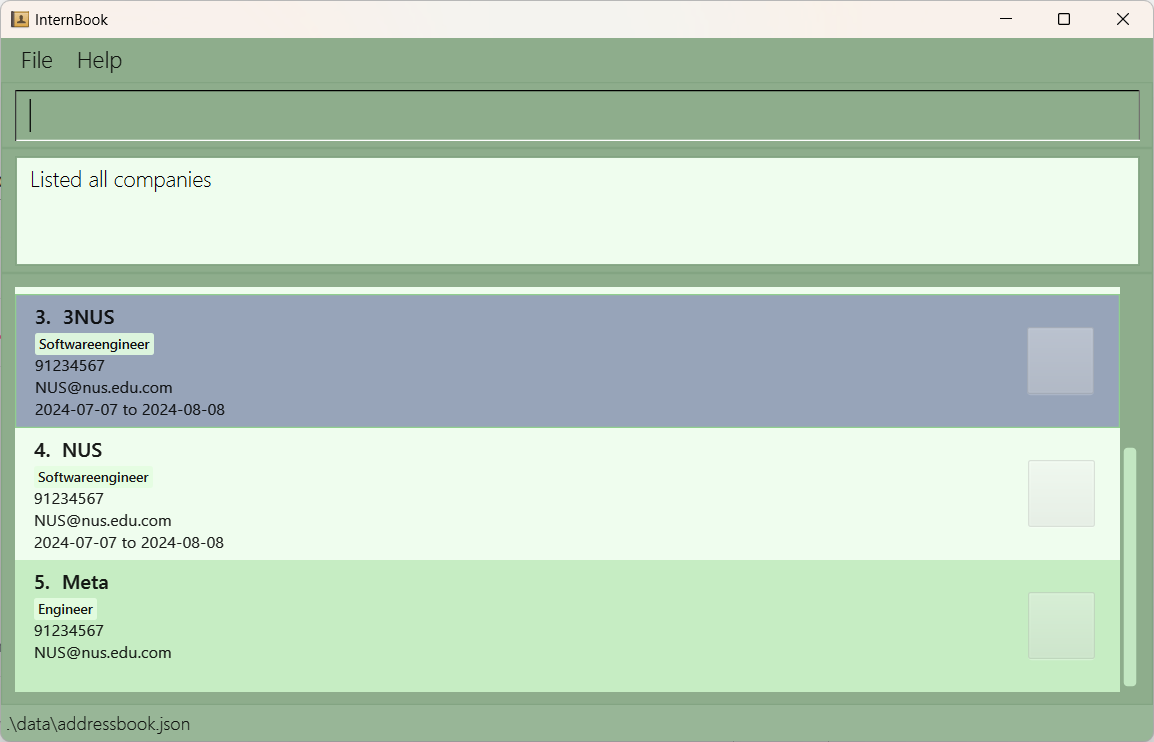 InternBook
File Help
Listed all companies
3. 3NUS
Softwareengineer
91234567
NUS@nus.edu.com
2024-07-07 to 2024-08-08
4. NUS
Softwareengineer
91234567
NUS@nus.edu.com
2024-07-07 to 2024-08-08
5. Meta
Engineer
91234567
NUS@nus.edu.com
.\data\addressbook.json